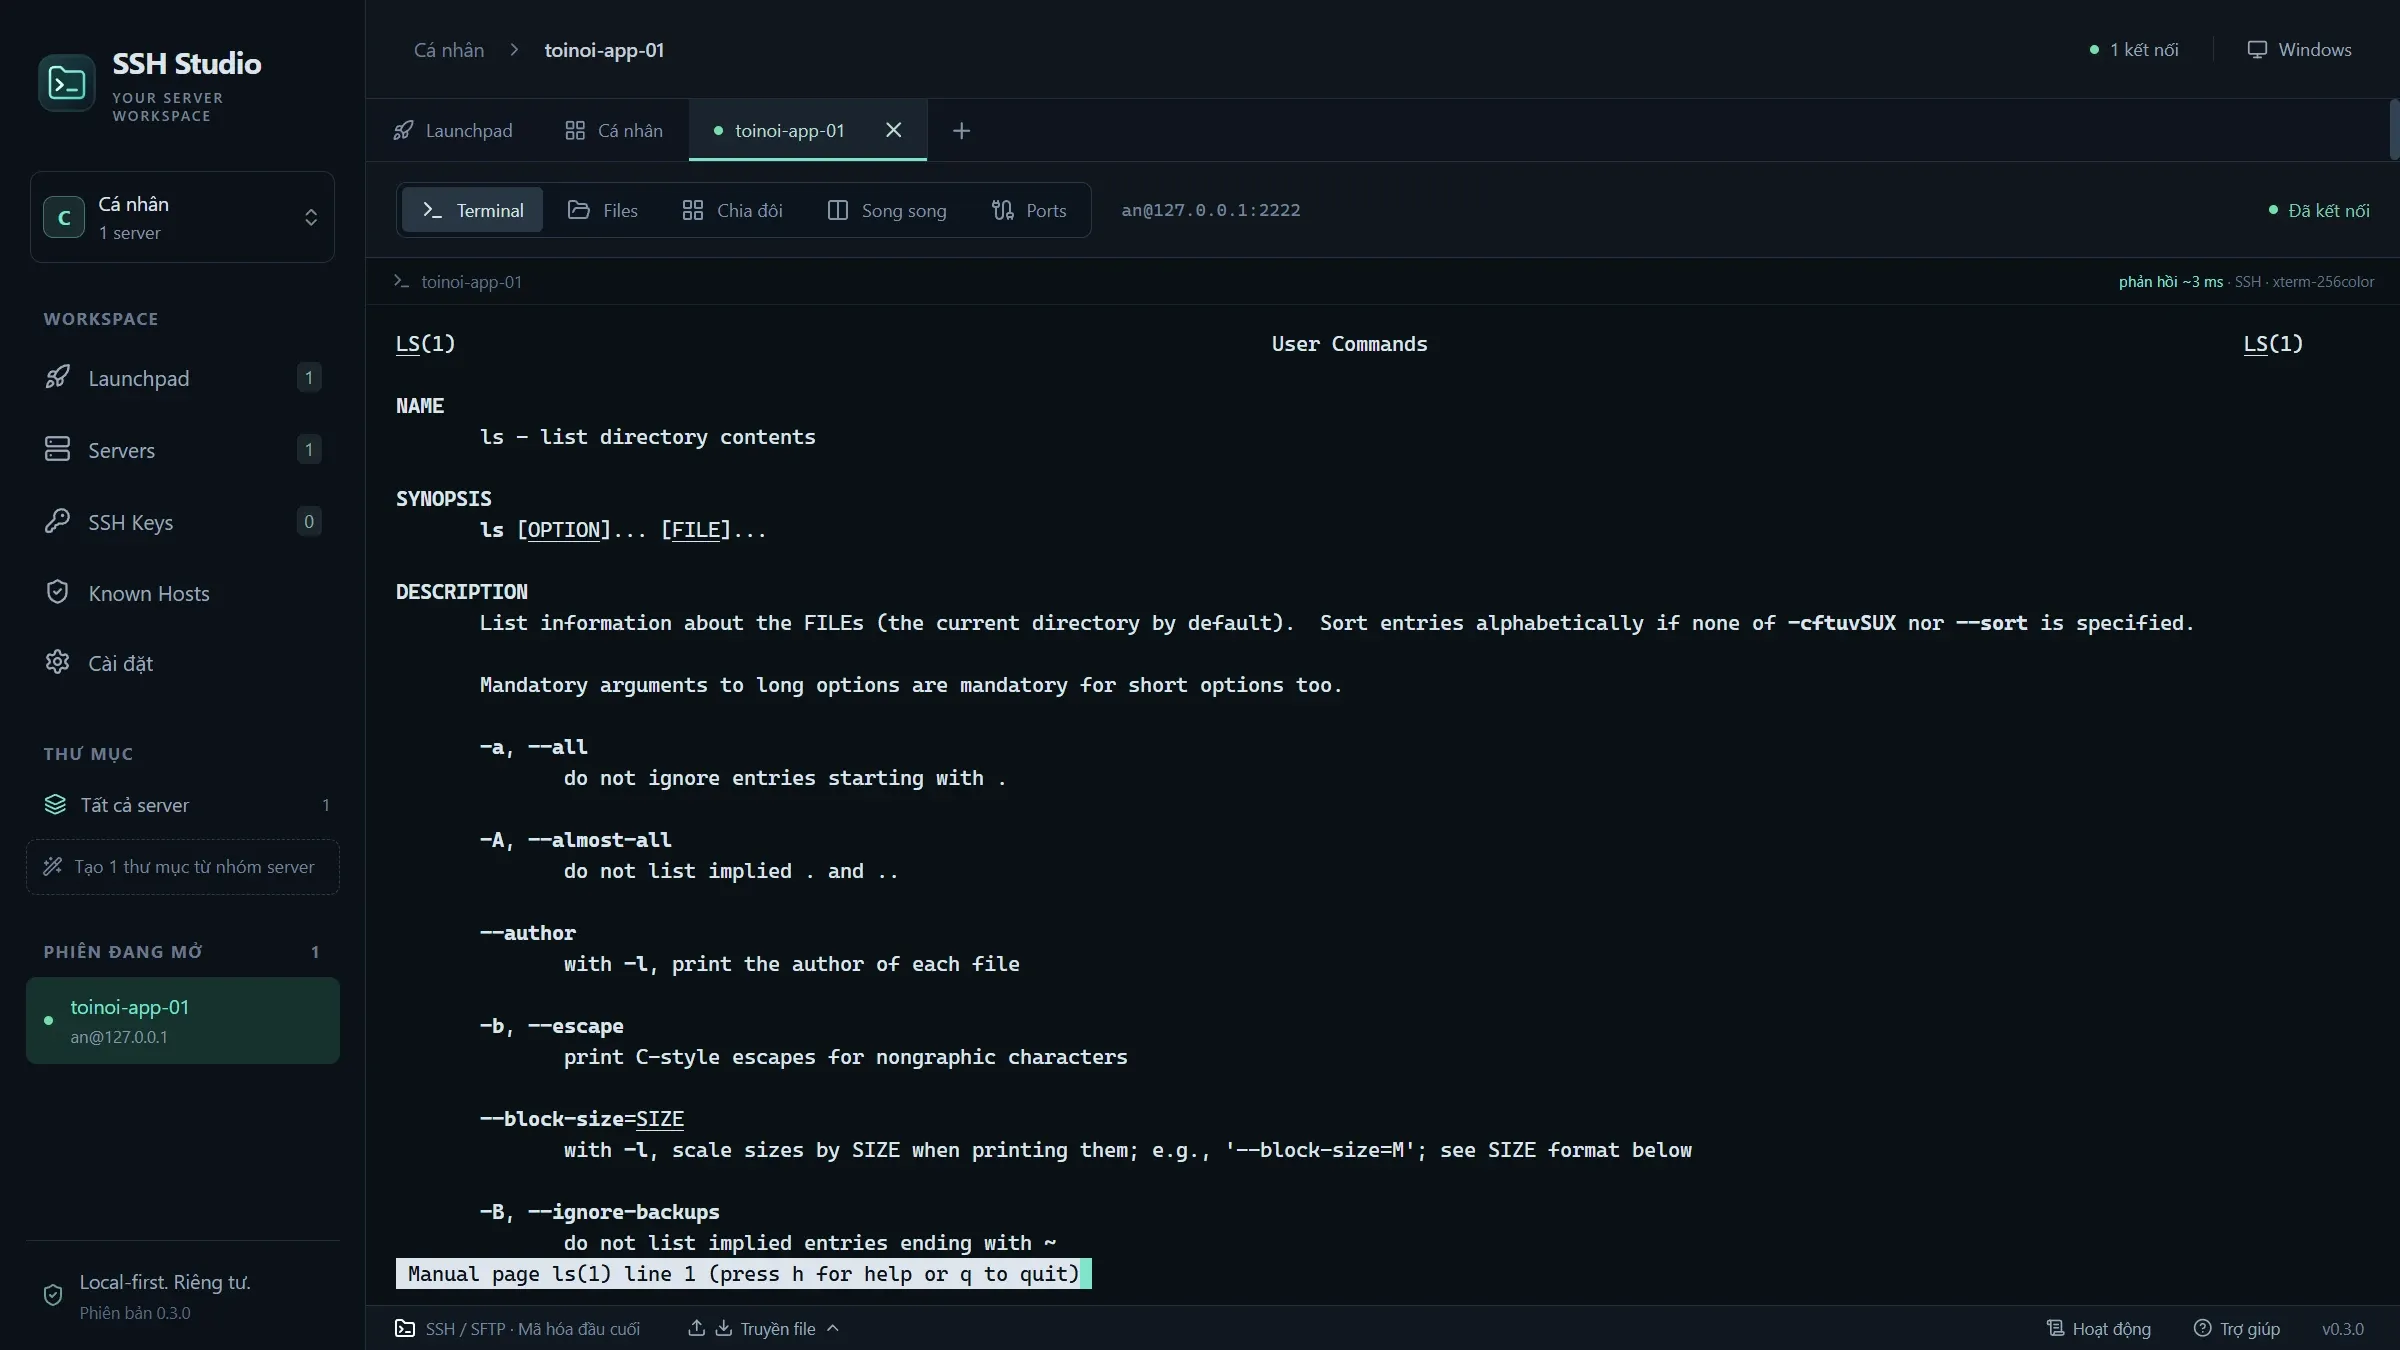 SSH Studio
YOUR SERVER
WORKSPACE
C
Cá nhân
1 server
WORKSPACE
Launchpad 1
Servers 1
SSH Keys 0
Known Hosts
Cài đặt
THƯ MỤC
Tất cả server 1
Tạo 1 thư mục từ nhóm server
PHIÊN ĐANG MỞ 1
toinoi-app-01
an@127.0.0.1
Local-first. Riêng tư.
Phiên bản 0.3.0
Cá nhân > toinoi-app-01
1 kết nối
Windows
Launchpad
Cá nhân
toinoi-app-01
Terminal
Files
Chia đôi
Song song
Ports
an@127.0.0.1:2222
Đã kết nối
toinoi-app-01
phản hồi ~3 ms · SSH · xterm-256color
LS(1) User Commands LS(1)
NAME
ls - list directory contents
SYNOPSIS
ls [OPTION]... [FILE]...
DESCRIPTION
List information about the FILEs (the current directory by default).  Sort entries alphabetically if none of -cftuvSUX nor --sort is specified.
Mandatory arguments to long options are mandatory for short options too.
-a, --all
do not ignore entries starting with .
-A, --almost-all
do not list implied . and ..
--author
with -l, print the author of each file
-b, --escape
print C-style escapes for nongraphic characters
--block-size=SIZE
with -l, scale sizes by SIZE when printing them; e.g., '--block-size=M'; see SIZE format below
-B, --ignore-backups
do not list implied entries ending with ~
Manual page ls(1) line 1 (press h for help or q to quit)
SSH / SFTP · Mã hóa đầu cuối
Truyền file
Hoạt động
Trợ giúp
v0.3.0